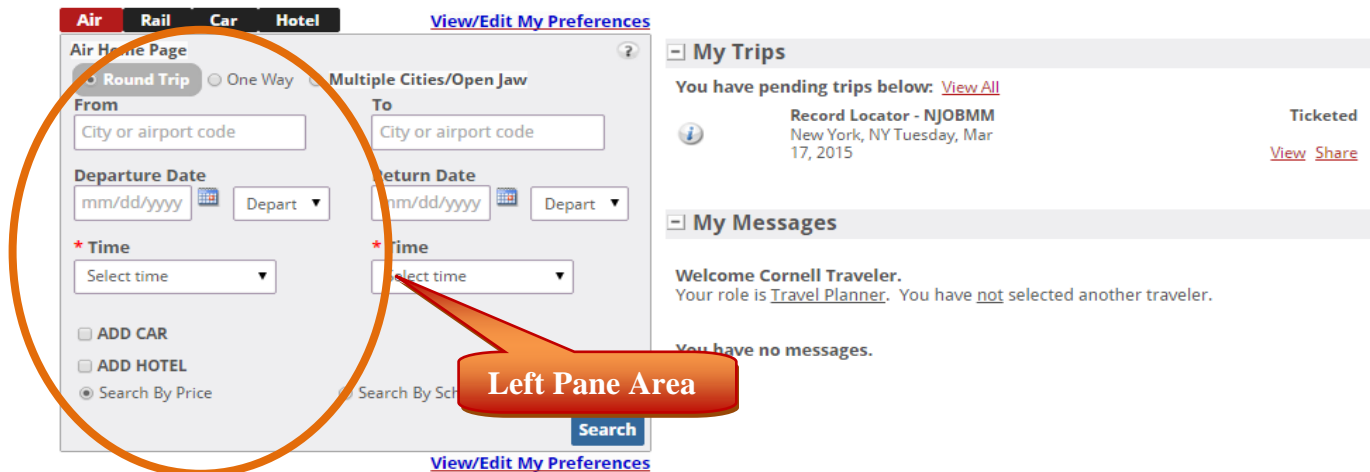 Air Rail Car Hotel View/Edit My Preferences
Air Home Page ?
Round Trip One Way Multiple Cities/Open Jaw
From To
City or airport code City or airport code
Departure Date Return Date
mm/dd/yyyy Depart mm/dd/yyyy Depart
* Time * Time
Select time Select time
ADD CAR
ADD HOTEL
Search By Price Search By Sch
Left Pane Area
Search
View/Edit My Preferences
My Trips
You have pending trips below: View All
Record Locator - NJOBMM Ticketed
New York, NY Tuesday, Mar
17, 2015 View Share
My Messages
Welcome Cornell Traveler.
Your role is Travel Planner. You have not selected another traveler.
You have no messages.